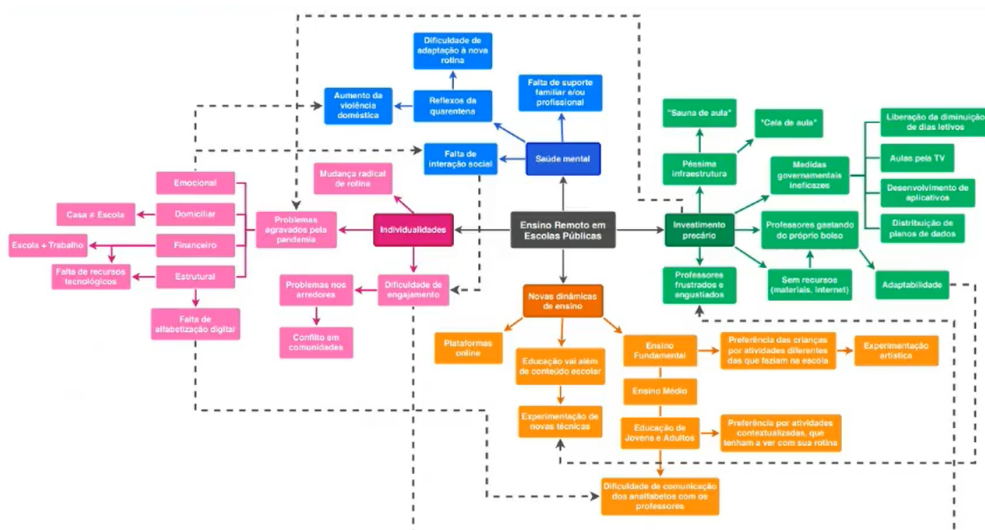 Dificuldade de
adaptação à nova
rotina
Aumento da
violência
doméstica
Reflexos da
quarentena
Falta de suporte
familiar e/ou
profissional
Falta de
interação social
Saúde mental
"Sauna de aula"
"Cela de aula"
Péssima
infraestrutura
Medidas
governamentais
ineficazes
Liberação da diminuição
de dias letivos
Aulas pela TV
Desenvolvimento de
aplicativos
Distribuição de
planos de dados
Investimento
precário
Professores gastando
do próprio bolso
Professores
frustrados e
angustiados
Sem recursos
(materiais, internet)
Adaptabilidade
Ensino Remoto em
Escolas Públicas
Mudança radical
de rotina
Individualidades
Problemas
agravados pela
pandemia
Emocional
Domiciliar
Financeiro
Estrutural
Casa ≠ Escola
Escola + Trabalho
Falta de recursos
tecnológicos
Falta de
alfabetização digital
Problemas nos
arredores
Dificuldade de
engajamento
Conflito em
comunidades
Novas dinâmicas
de ensino
Plataformas
online
Educação vai além
de conteúdo escolar
Experimentação de
novas técnicas
Ensino
Fundamental
Preferência das crianças
por atividades diferentes
das que faziam na escola
Experimentação
artística
Ensino Médio
Educação de
Jovens e Adultos
Preferência por atividades
contextualizadas, que
tenham a ver com sua rotina
Dificuldade de comunicação
dos analfabetos com os
professores